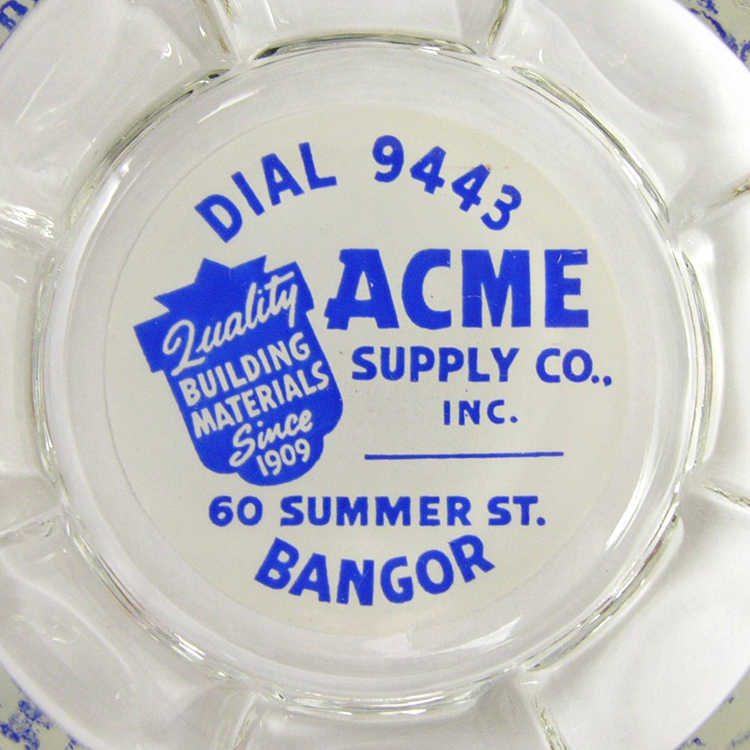 DIAL 9443
Quality
BUILDING
MATERIALS
Since
1909
ACME
SUPPLY CO.,
INC.
60 SUMMER ST.
BANGOR